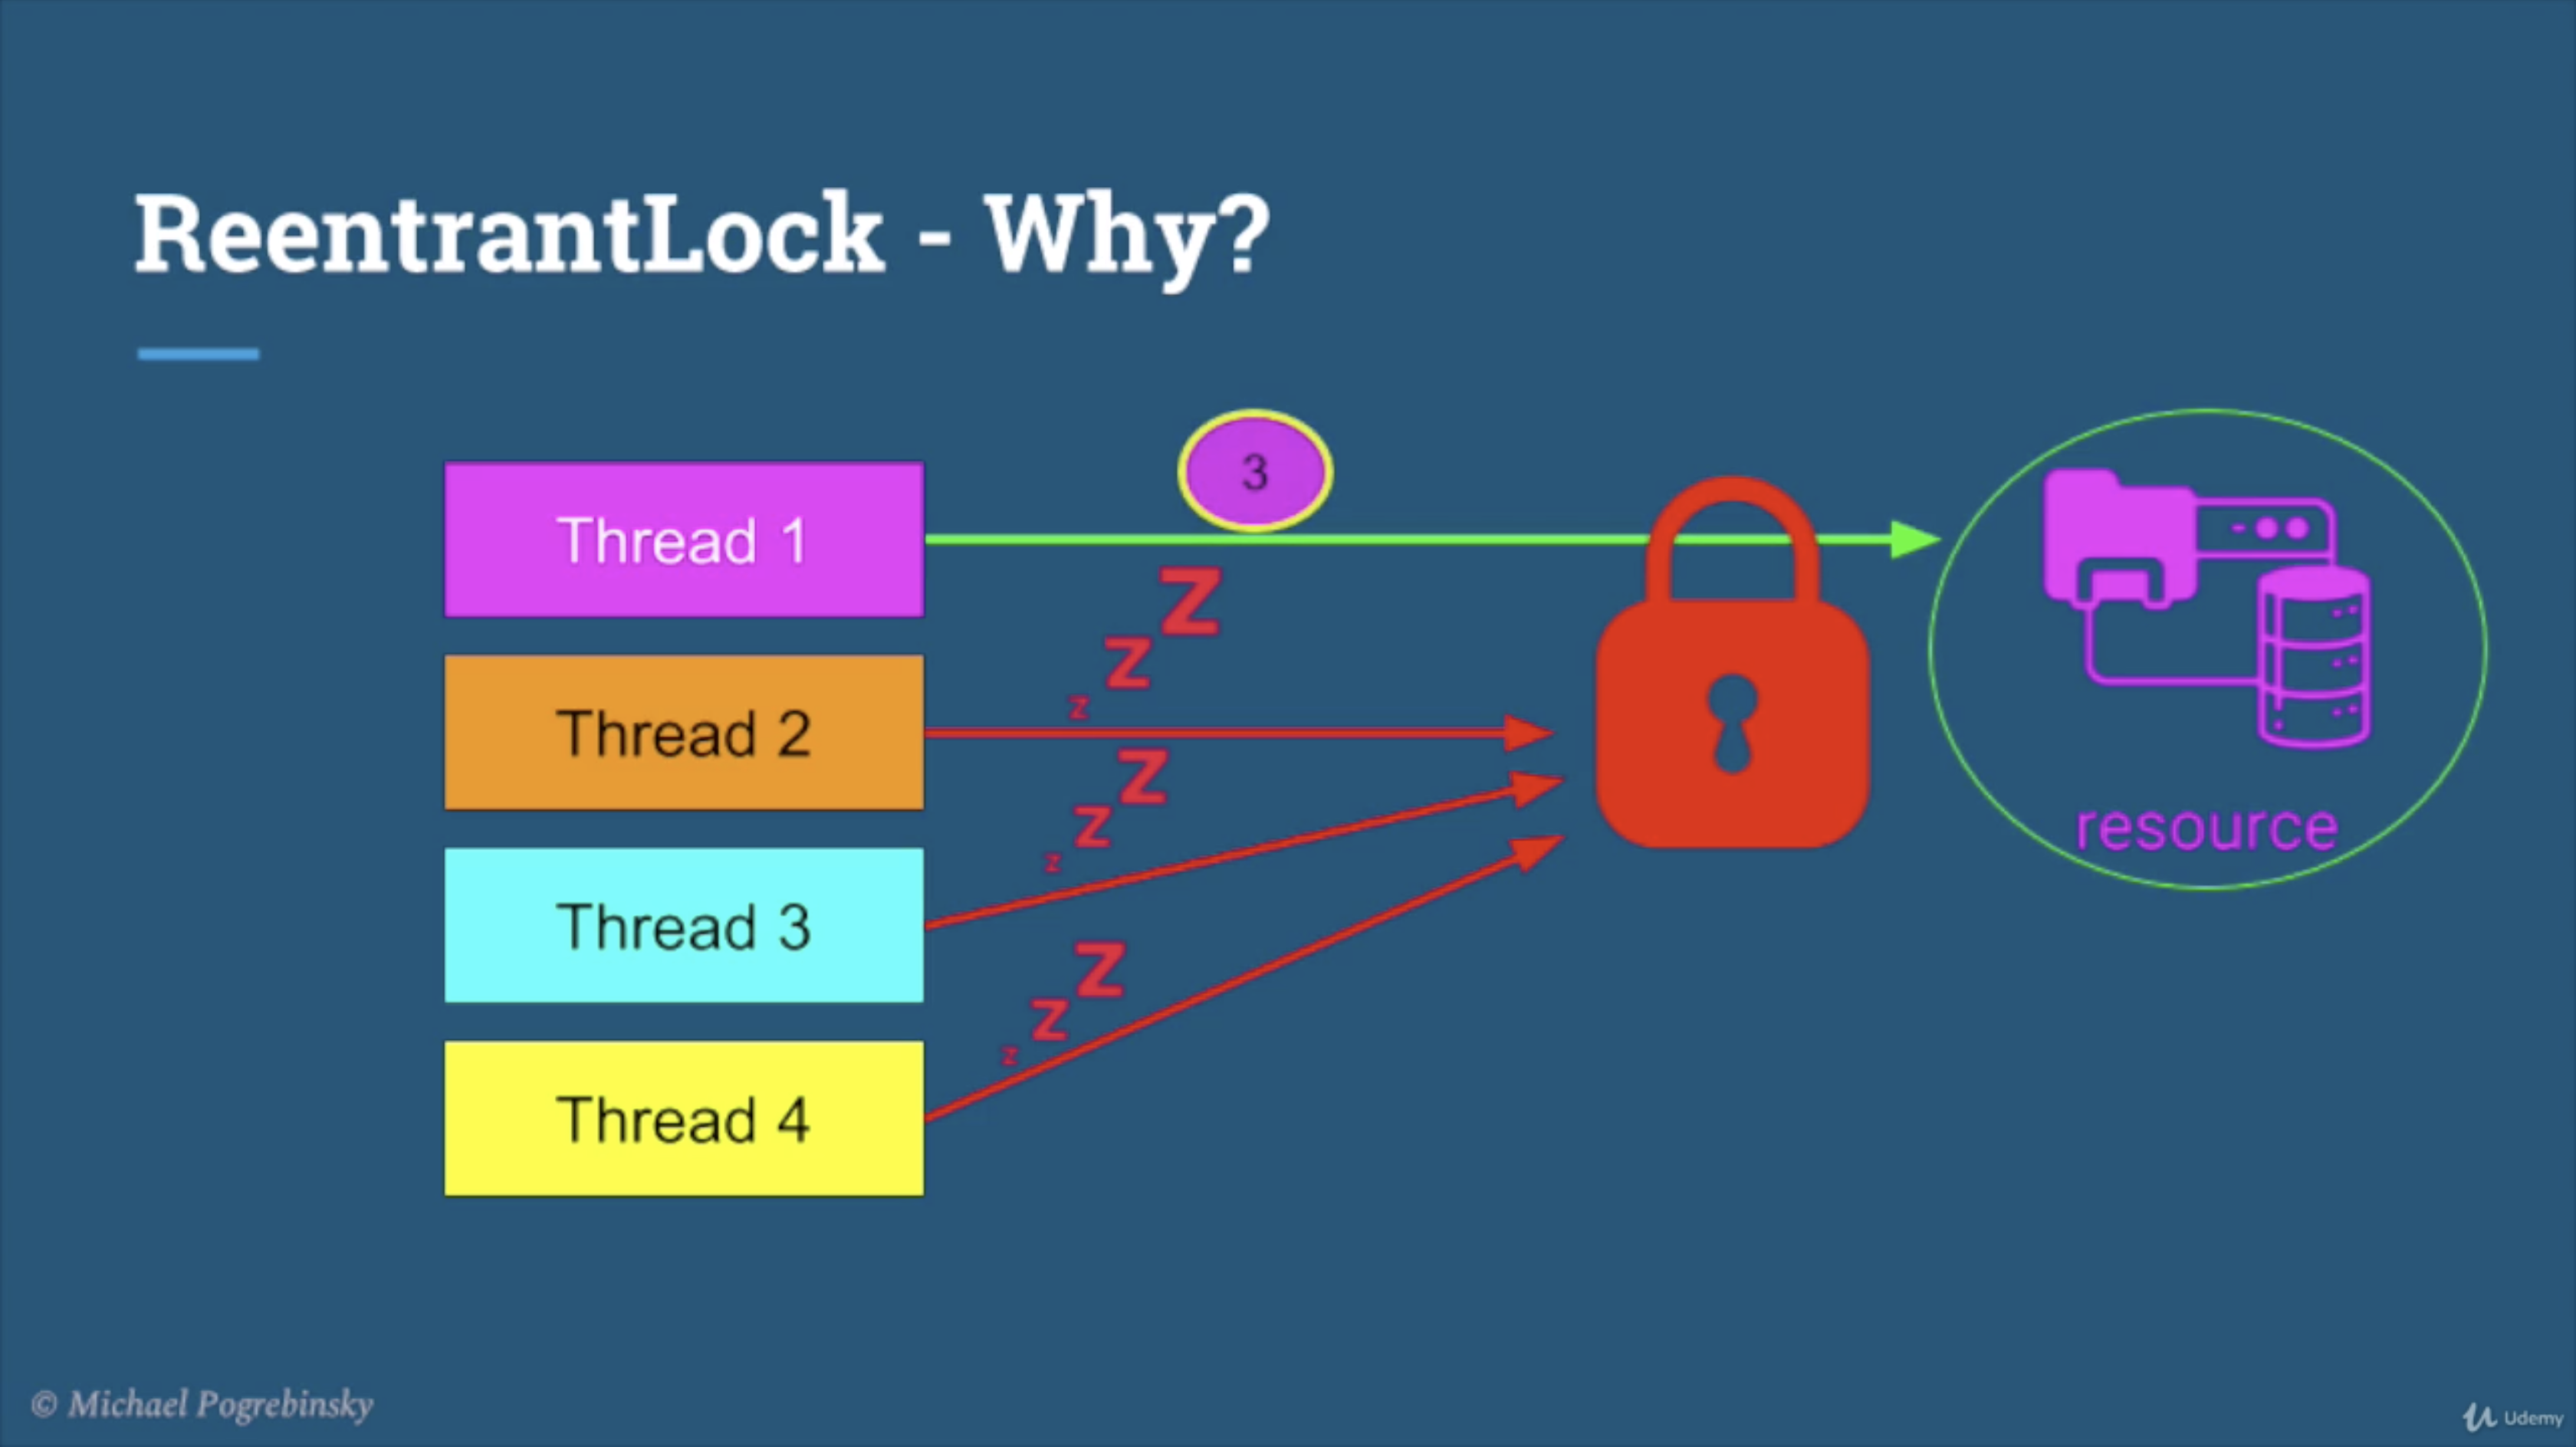 ReentrantLock - Why?
3
Thread 1
z z Z
Thread 2
z z Z
Thread 3
z z Z
Thread 4
resource
© Michael Pogrebinsky
Udemy